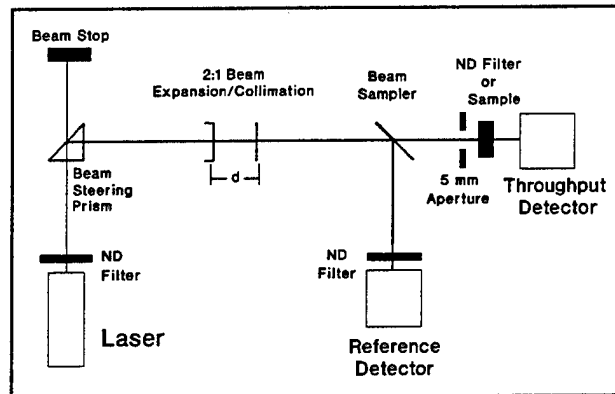 Beam Stop
2:1 Beam
Expansion/Collimation
Beam
Sampler
ND Filter
or
Sample
Beam
Steering
Prism
d
5 mm
Aperture
Throughput
Detector
ND
Filter
ND
Filter
Laser
Reference
Detector